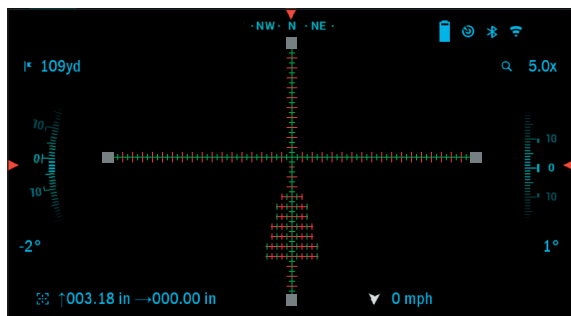 · NW · N · NE ·
109yd
5.0x
10
0
10
10
0
10
-2°
1°
↑003.18 in →000.00 in
0 mph